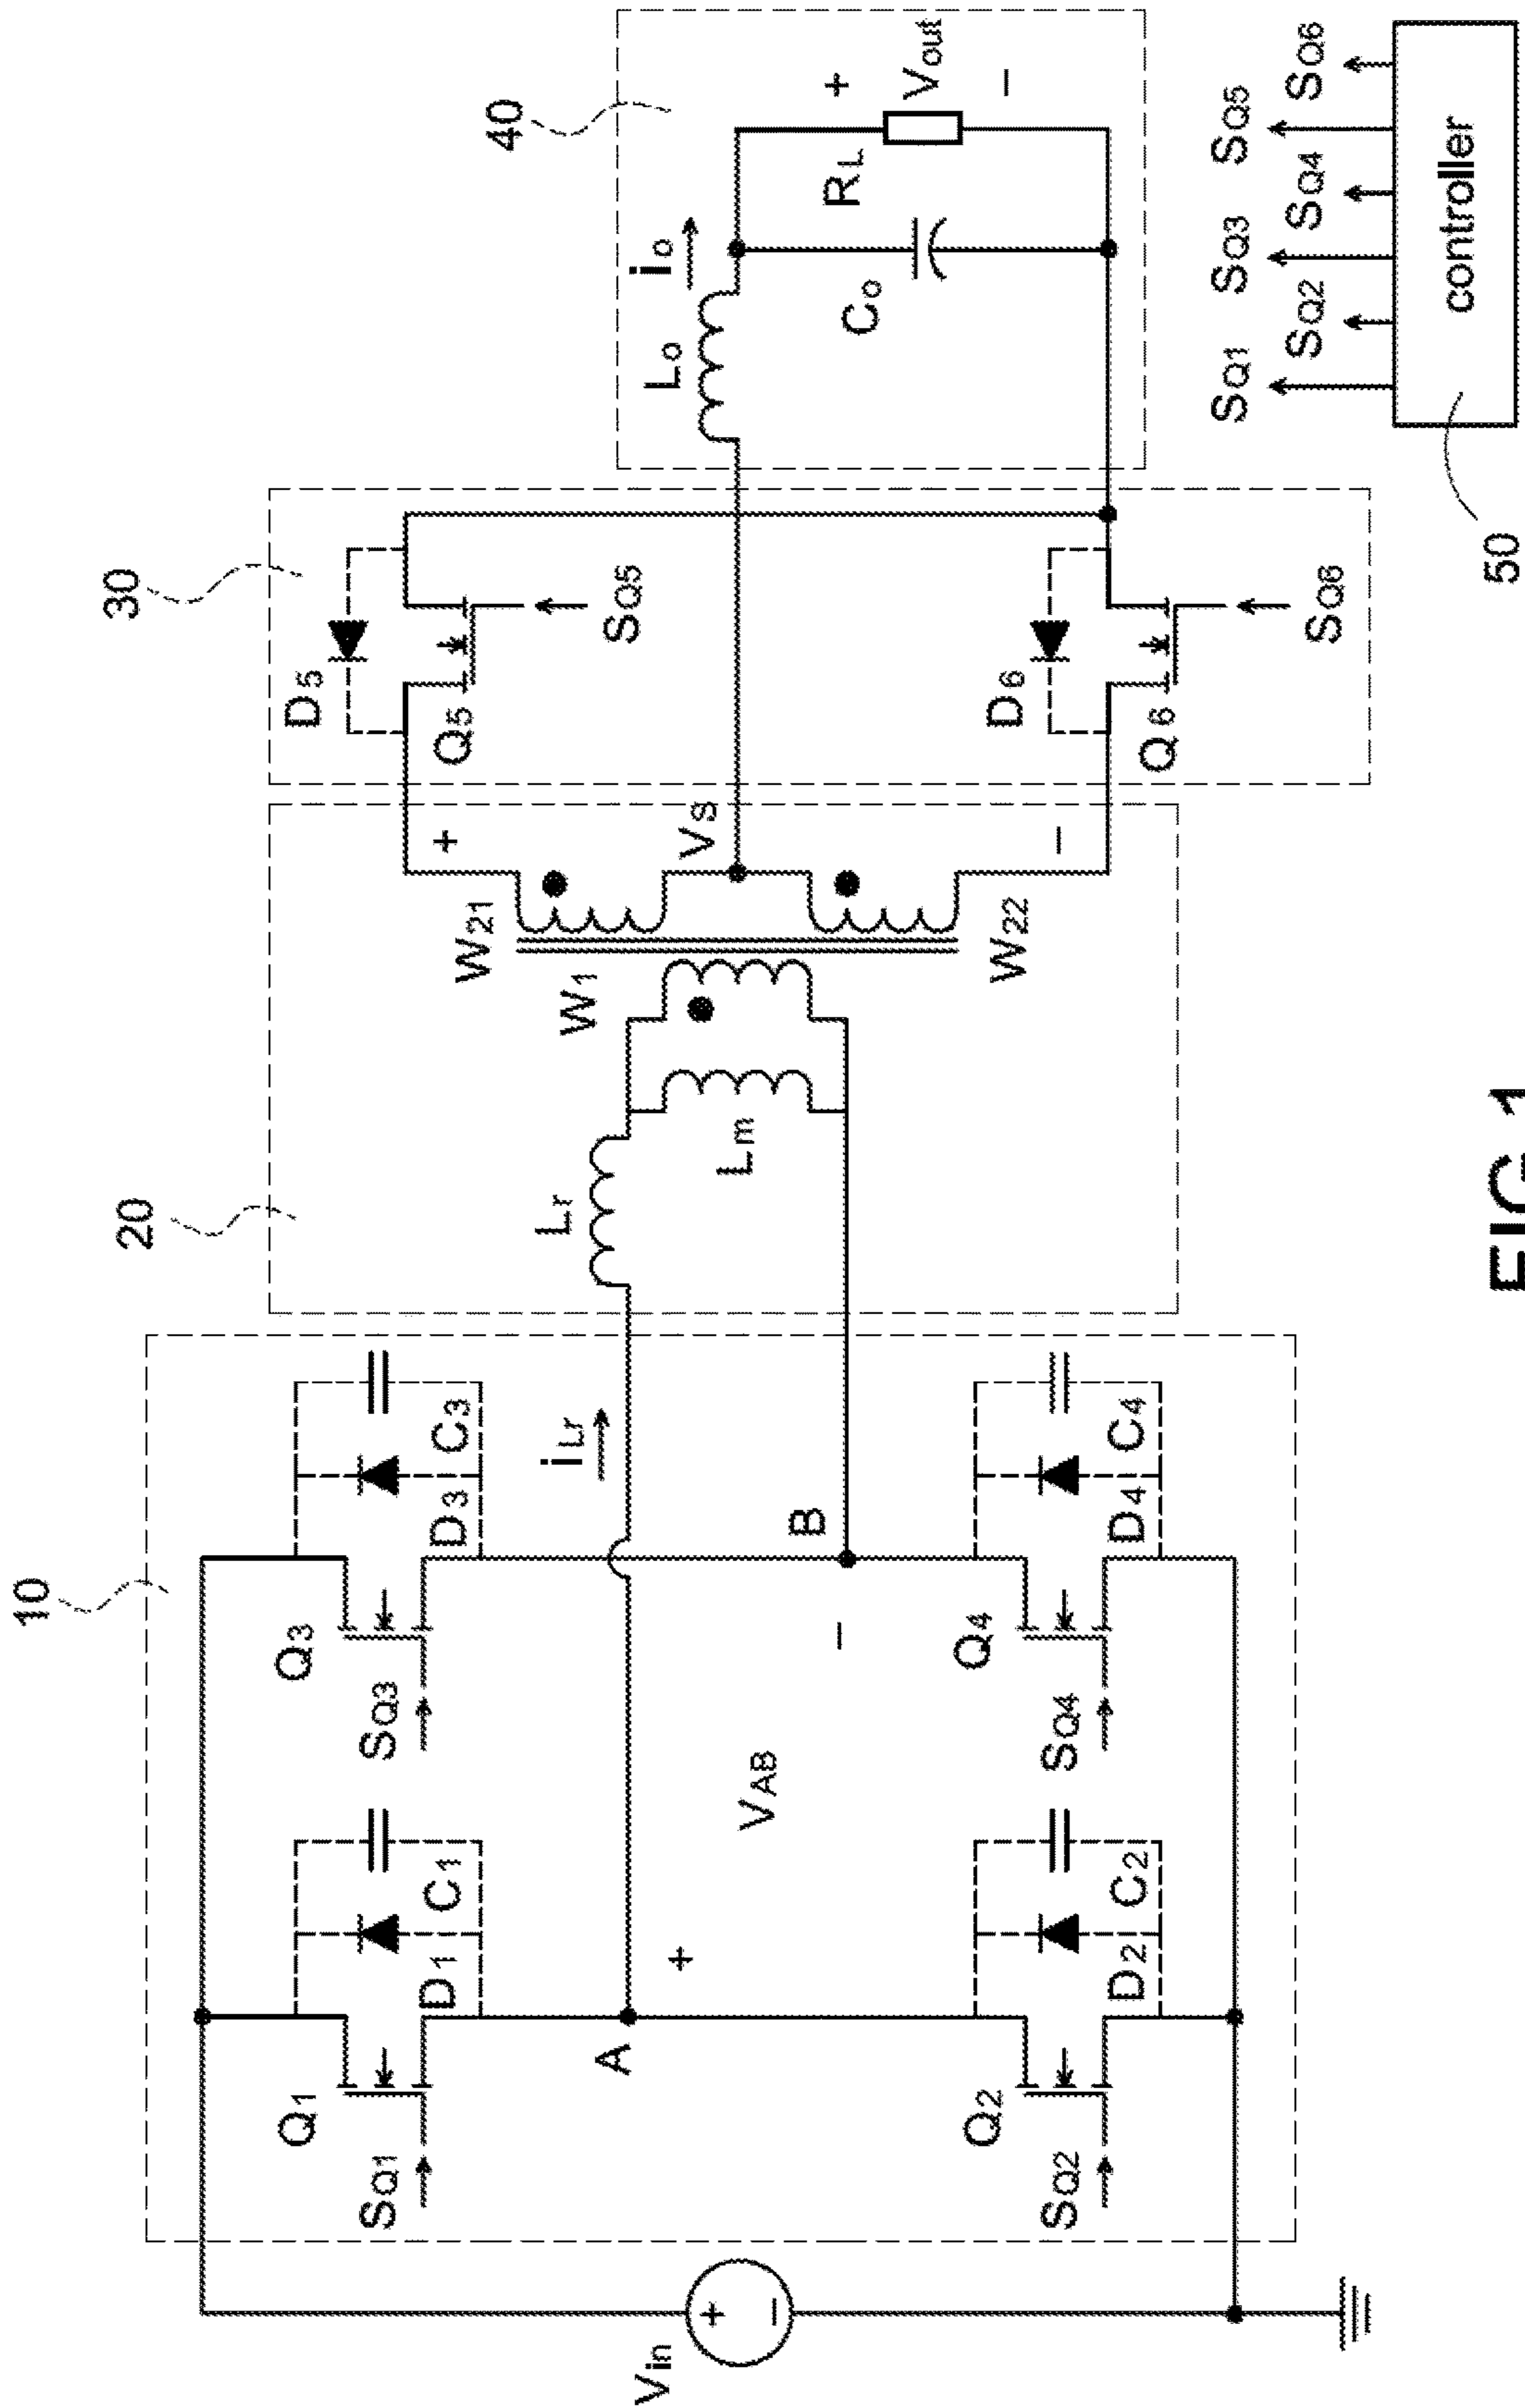 10
20
30
40
Vin
+
−
Q1
SQ1
D1
C1
Q3
SQ3
D3
C3
A
+
VAB
−
B
iLr
Q2
SQ2
D2
C2
Q4
SQ4
D4
C4
Lr
Lm
W1
W21
W22
+
VS
−
D5
Q5
SQ5
D6
Q6
SQ6
Lo
io
Co
RL
+
Vout
−
SQ1
SQ2
SQ3
SQ4
SQ5
SQ6
controller
50
FIG.1